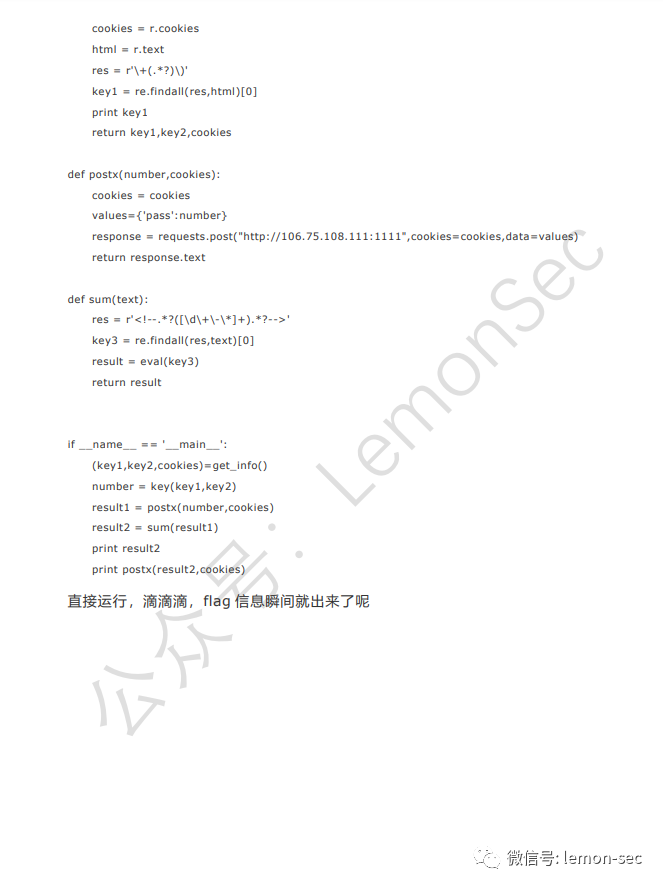 cookies = r.cookies
html = r.text
res = r'\+(.*?)\)'
key1 = re.findall(res,html)[0]
print key1
return key1,key2,cookies
def postx(number,cookies):
cookies = cookies
values={'pass':number}
response = requests.post("http://106.75.108.111:1111",cookies=cookies,data=values)
return response.text
def sum(text):
res = r'<!--.*?([\d\+\-\*]+).*?-->'
key3 = re.findall(res,text)[0]
result = eval(key3)
return result
if __name__ == '__main__':
(key1,key2,cookies)=get_info()
number = key(key1,key2)
result1 = postx(number,cookies)
result2 = sum(result1)
print result2
print postx(result2,cookies)
直接运行，滴滴滴，flag 信息瞬间就出来了呢
公众号：LemonSec
微信号: lemon-sec